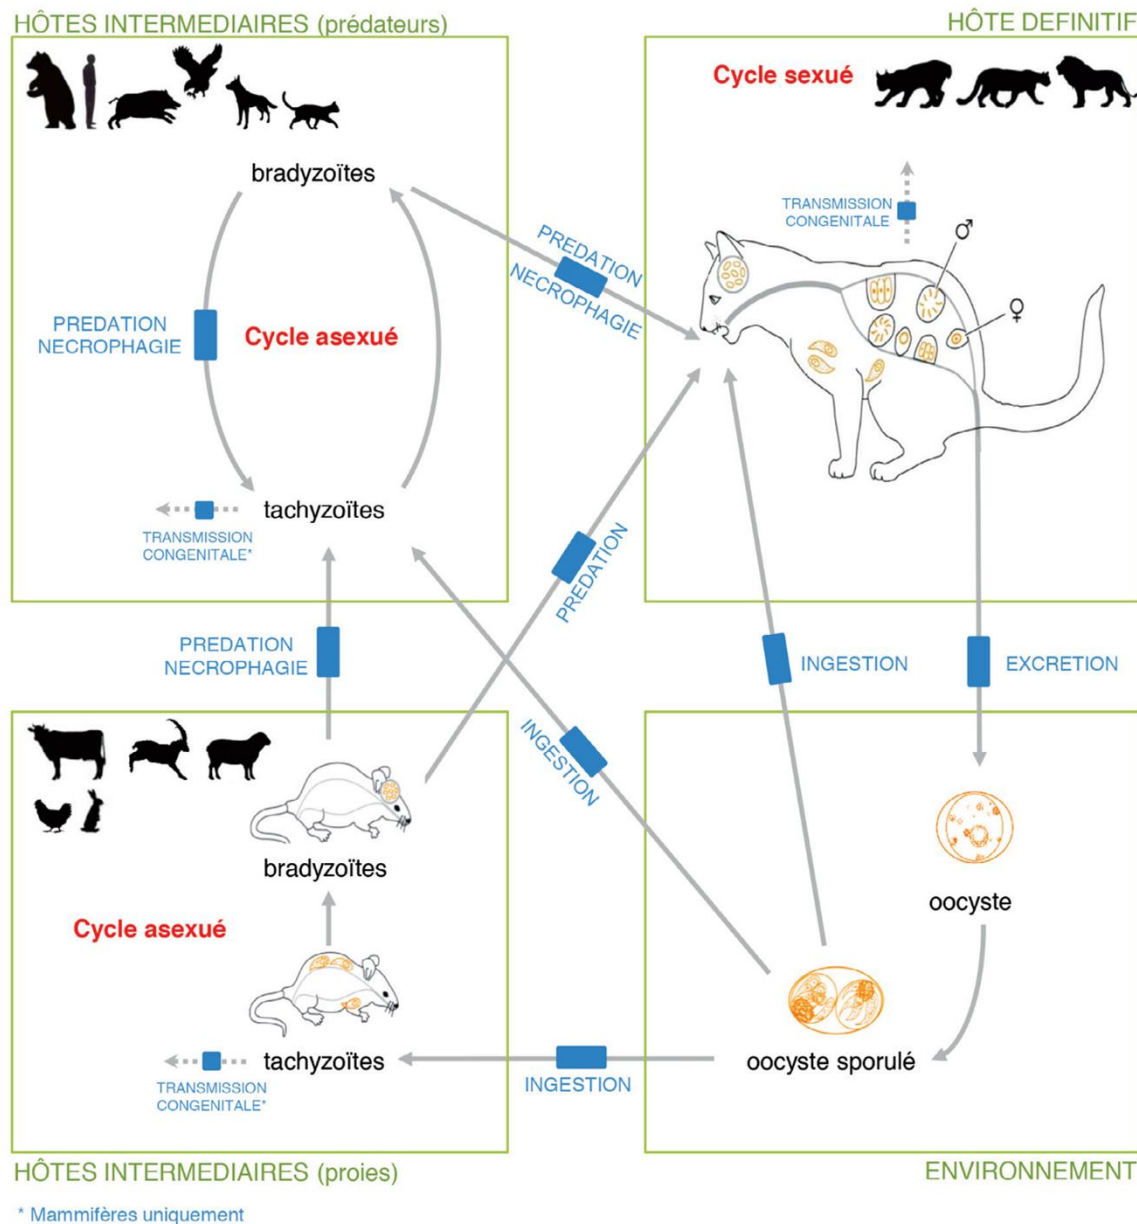 HÔTES INTERMEDIAIRES (prédateurs)
HÔTE DEFINITIF
Cycle sexué
bradyzoïtes
TRANSMISSION
CONGENITALE
♂
PREDATION
NECROPHAGIE
♀
PREDATION
NECROPHAGIE
Cycle asexué
tachyzoïtes
TRANSMISSION
CONGENITALE*
PREDATION
PREDATION
NECROPHAGIE
INGESTION
EXCRETION
INGESTION
bradyzoïtes
oocyste
Cycle asexué
tachyzoïtes
oocyste sporulé
TRANSMISSION
CONGENITALE*
INGESTION
HÔTES INTERMEDIAIRES (proies)
ENVIRONNEMENT
* Mammifères uniquement